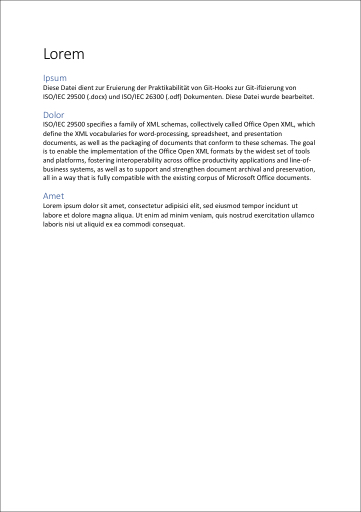 Lorem
Ipsum
Diese Datei dient zur Eruierung der Praktikabilität von Git-Hooks zur Git-ifizierung von
ISO/IEC 29500 (.docx) und ISO/IEC 26300 (.odf) Dokumenten. Diese Datei wurde bearbeitet.
Dolor
ISO/IEC 29500 specifies a family of XML schemas, collectively called Office Open XML, which
define the XML vocabularies for word-processing, spreadsheet, and presentation
documents, as well as the packaging of documents that conform to these schemas. The goal
is to enable the implementation of the Office Open XML formats by the widest set of tools
and platforms, fostering interoperability across office productivity applications and line-of-
business systems, as well as to support and strengthen document archival and preservation,
all in a way that is fully compatible with the existing corpus of Microsoft Office documents.
Amet
Lorem ipsum dolor sit amet, consectetur adipisici elit, sed eiusmod tempor incidunt ut
labore et dolore magna aliqua. Ut enim ad minim veniam, quis nostrud exercitation ullamco
laboris nisi ut aliquid ex ea commodi consequat.